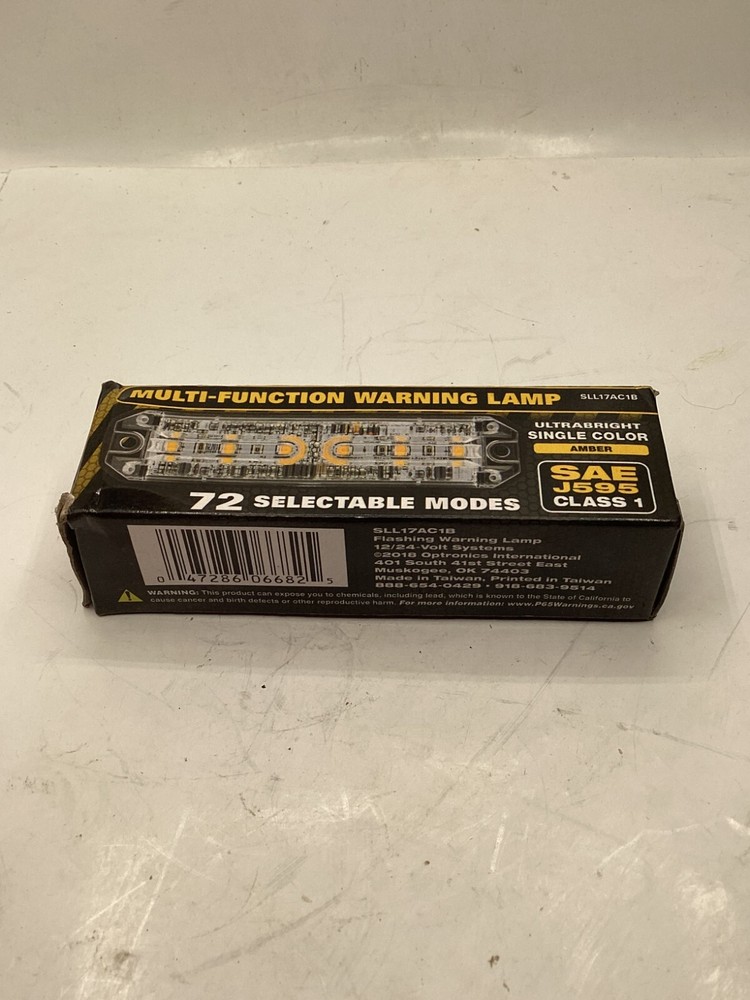 MULTI-FUNCTION WARNING LAMP
SLL17AC1B
ULTRABRIGHT
SINGLE COLOR
AMBER
SAE
J595
CLASS 1
72 SELECTABLE MODES
0 47286 06682 5
SLL17AC1B
Flashing Warning Lamp
12/24-Volt Systems
©2018 Optronics International
401 South 41st Street East
Muskogee, OK 74403
Made in Taiwan, Printed in Taiwan
888-654-0429 • 918-683-9514
WARNING: This product can expose you to chemicals, including lead, which is known to the State of California to
cause cancer and birth defects or other reproductive harm. For more information: www.P65Warnings.ca.gov